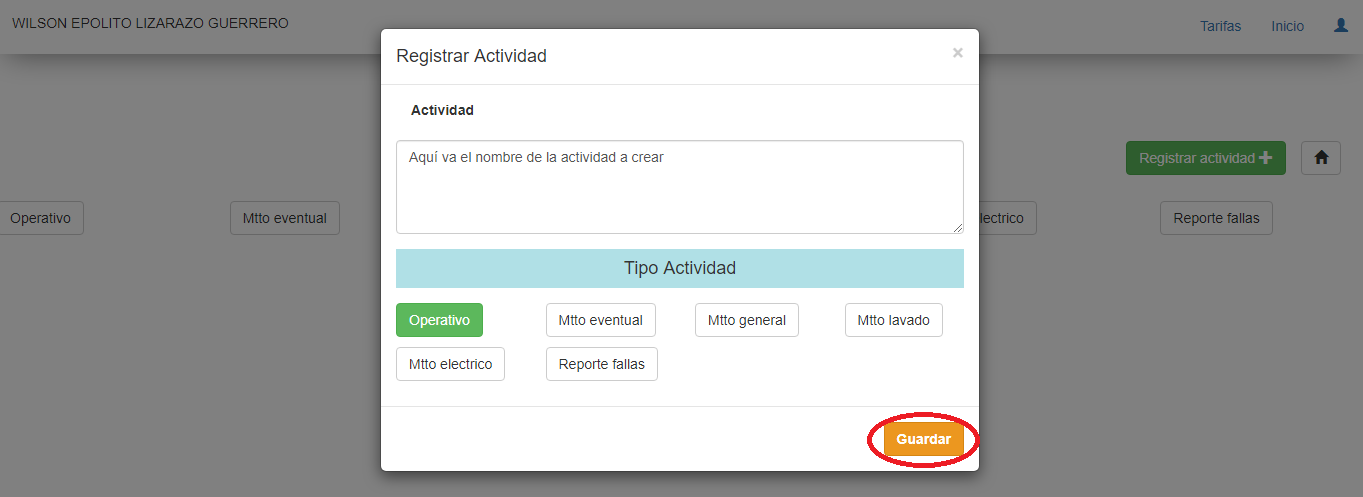 WILSON EPOLITO LIZARAZO GUERRERO
Tarifas Inicio
Registrar Actividad ×
Actividad
Aquí va el nombre de la actividad a crear
Registrar actividad
Operativo Mtto eventual lectrico Reporte fallas
Tipo Actividad
Operativo Mtto eventual Mtto general Mtto lavado
Mtto electrico Reporte fallas
Guardar